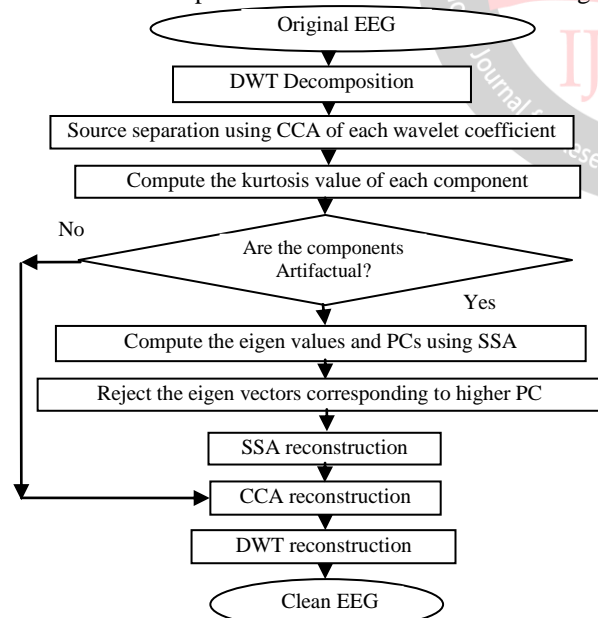 Original EEG
DWT Decomposition
Source separation using CCA of each wavelet coefficient
Compute the kurtosis value of each component
No
Are the components
Artifactual?
Yes
Compute the eigen values and PCs using SSA
Reject the eigen vectors corresponding to higher PC
SSA reconstruction
CCA reconstruction
DWT reconstruction
Clean EEG
Journal
IJ